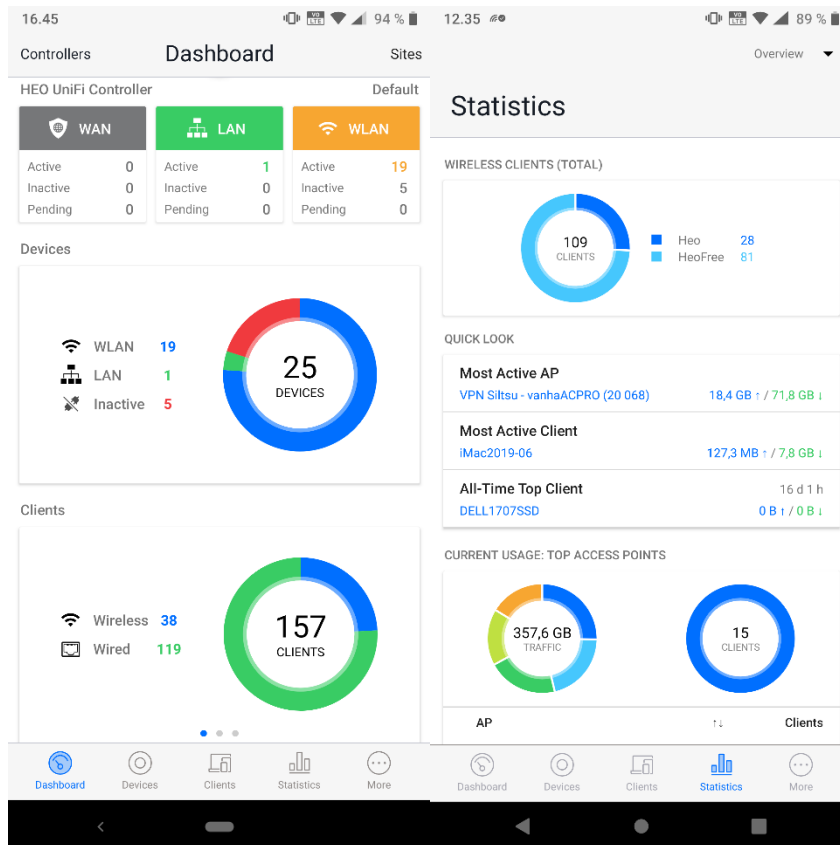 16.45
94 %
Controllers Dashboard Sites
HEO UniFi Controller Default
WAN
Active 0
Inactive 0
Pending 0
LAN
Active 1
Inactive 0
Pending 0
WLAN
Active 19
Inactive 5
Pending 0
Devices
WLAN 19
LAN 1
Inactive 5
25
DEVICES
Clients
Wireless 38
Wired 119
157
CLIENTS
Dashboard Devices Clients Statistics More
12.35
VO LTE 89 %
Overview
Statistics
WIRELESS CLIENTS (TOTAL)
109
CLIENTS
Heo 28
HeoFree 81
QUICK LOOK
Most Active AP
VPN Siltsu - vanhaACPRO (20 068) 18,4 GB ↑ / 71,8 GB ↓
Most Active Client
iMac2019-06 127,3 MB ↑ / 7,8 GB ↓
All-Time Top Client 16 d 1 h
DELL1707SSD 0 B ↑ / 0 B ↓
CURRENT USAGE: TOP ACCESS POINTS
357,6 GB
TRAFFIC
15
CLIENTS
AP ↑↓ Clients
Dashboard Devices Clients Statistics More